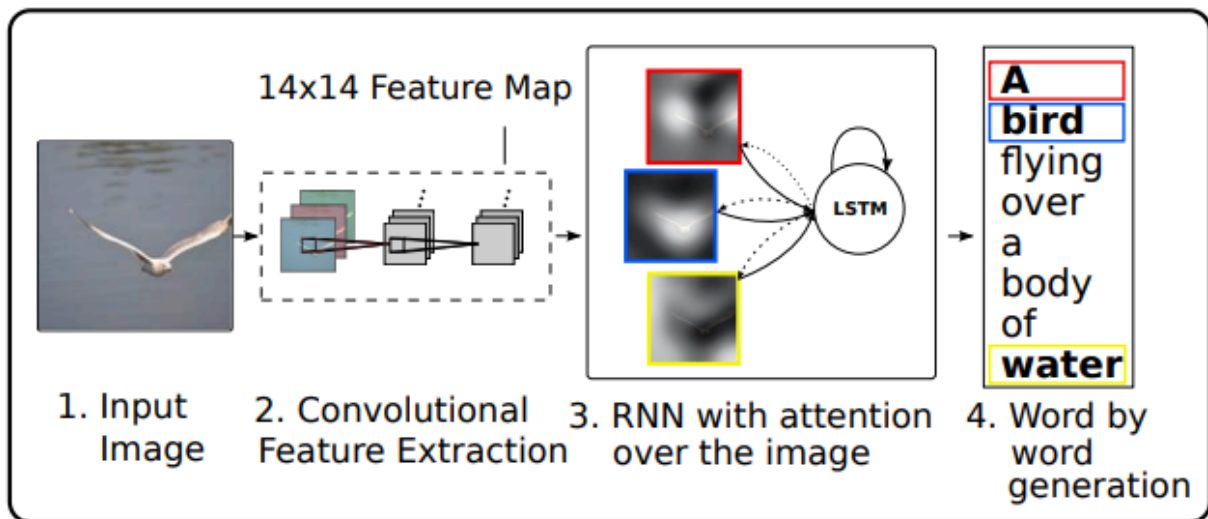 14x14 Feature Map
LSTM
A
bird
flying
over
a
body
of
water
1. Input
Image
2. Convolutional
Feature Extraction
3. RNN with attention
over the image
4. Word by
word
generation